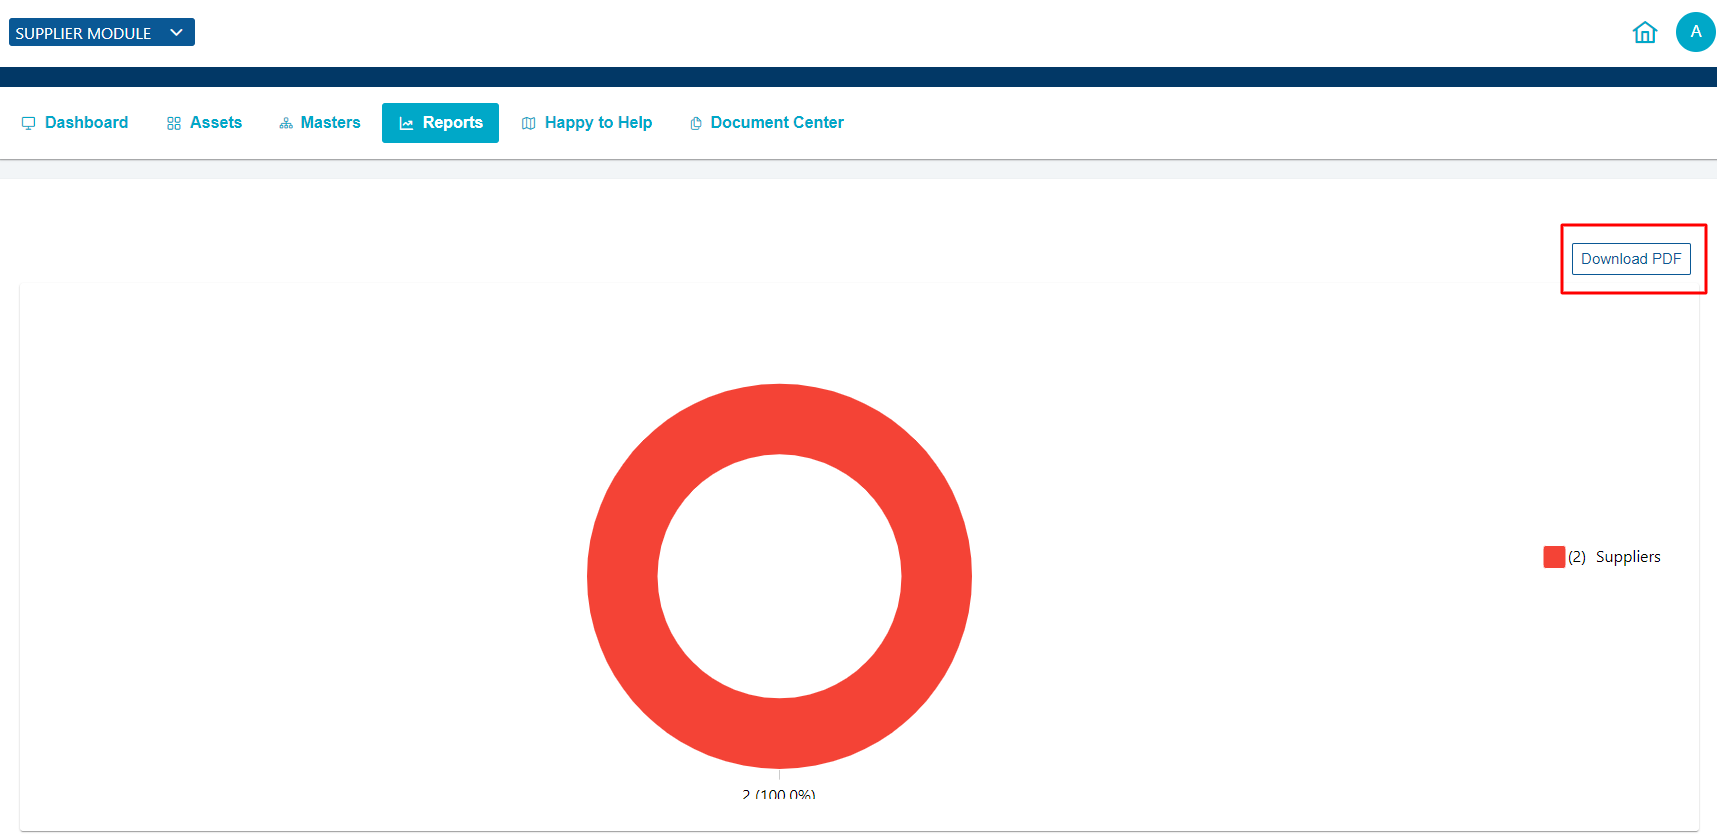 SUPPLIER MODULE
A
Dashboard
Assets
Masters
Reports
Happy to Help
Document Center
Download PDF
(2) Suppliers
2 (100.0%)